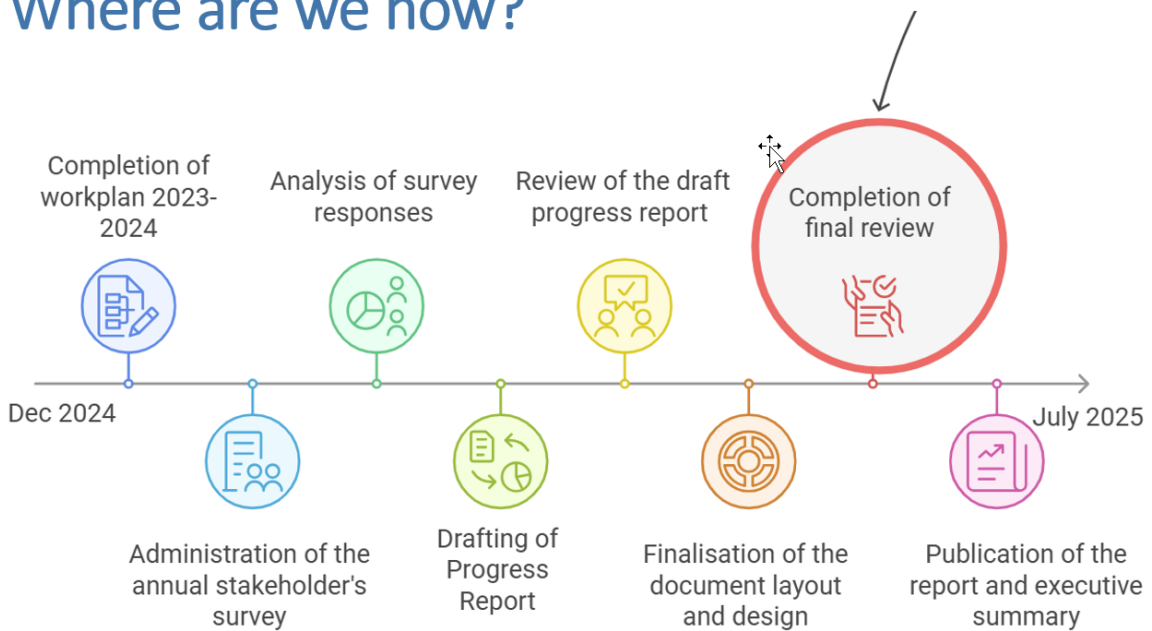 Where are we now?
Completion of
workplan 2023-
2024
Analysis of survey
responses
Review of the draft
progress report
Completion of
final review
Dec 2024
July 2025
Administration of the
annual stakeholder's
survey
Drafting of
Progress
Report
Finalisation of the
document layout
and design
Publication of the
report and executive
summary